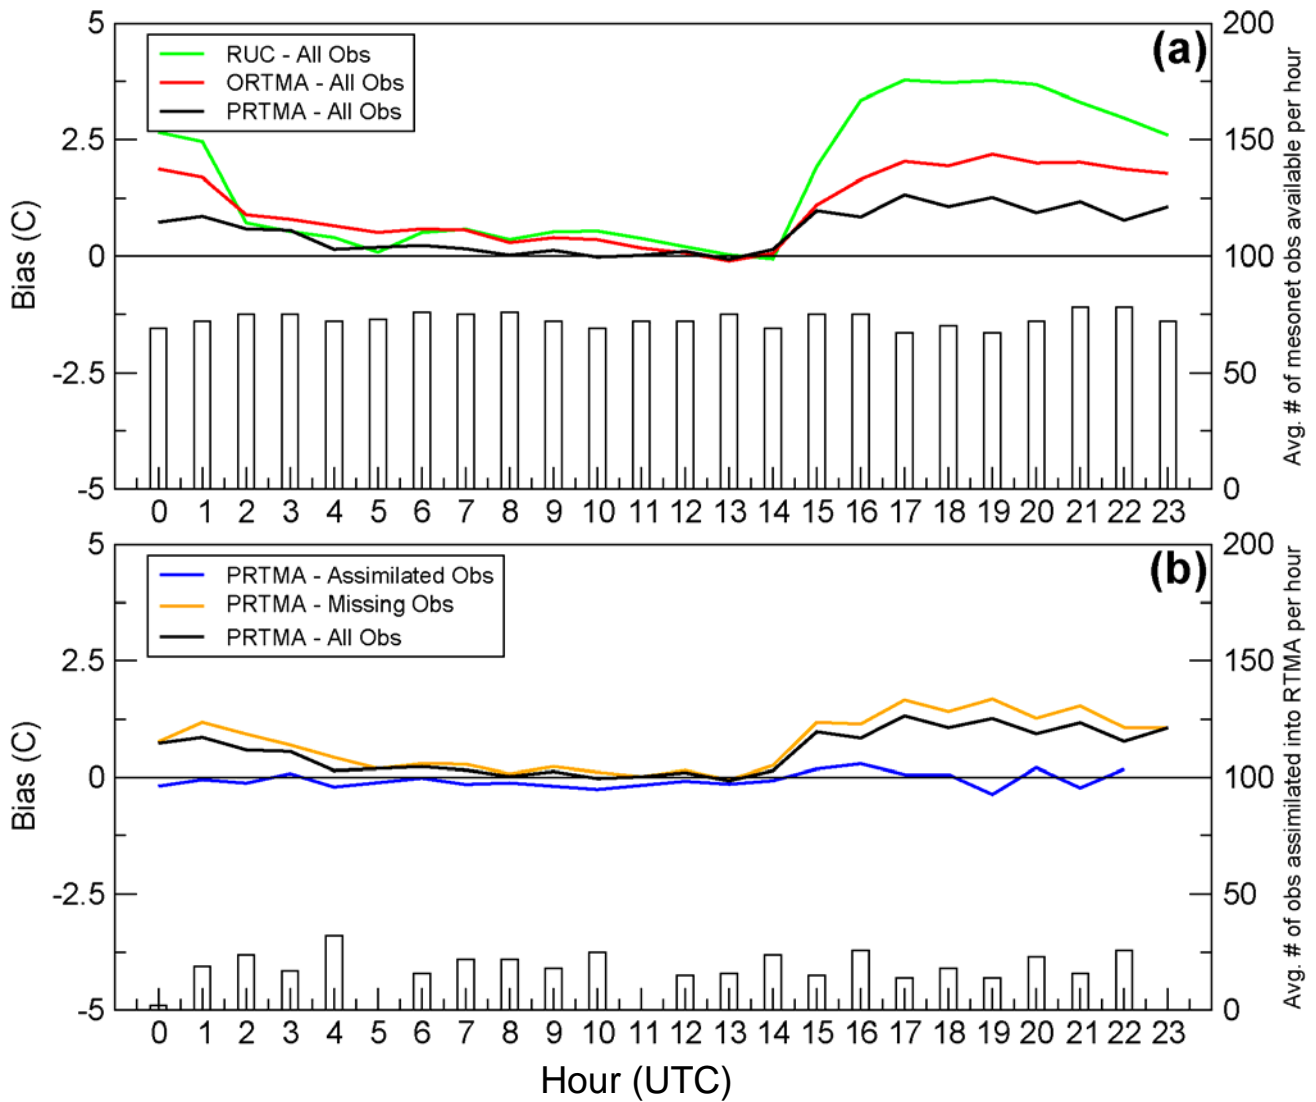 (a)
RUC - All Obs
ORTMA - All Obs
PRTMA - All Obs
5
2.5
0
-2.5
-5
Bias (C)
200
150
100
50
0
Avg. # of mesonet obs available per hour
0 1 2 3 4 5 6 7 8 9 10 11 12 13 14 15 16 17 18 19 20 21 22 23
(b)
PRTMA - Assimilated Obs
PRTMA - Missing Obs
PRTMA - All Obs
5
2.5
0
-2.5
-5
Bias (C)
200
150
100
50
0
Avg. # of obs assimilated into RTMA per hour
0 1 2 3 4 5 6 7 8 9 10 11 12 13 14 15 16 17 18 19 20 21 22 23
Hour (UTC)